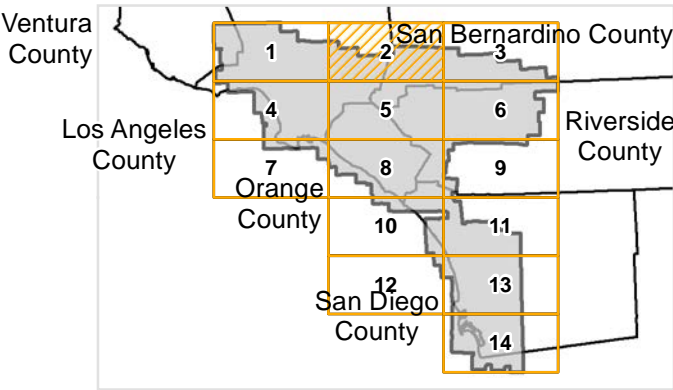 Ventura
County
San Bernardino County
1
2
3
4
5
6
Los Angeles
County
Riverside
County
7
8
9
Orange
County
10
11
12
13
San Diego
County
14